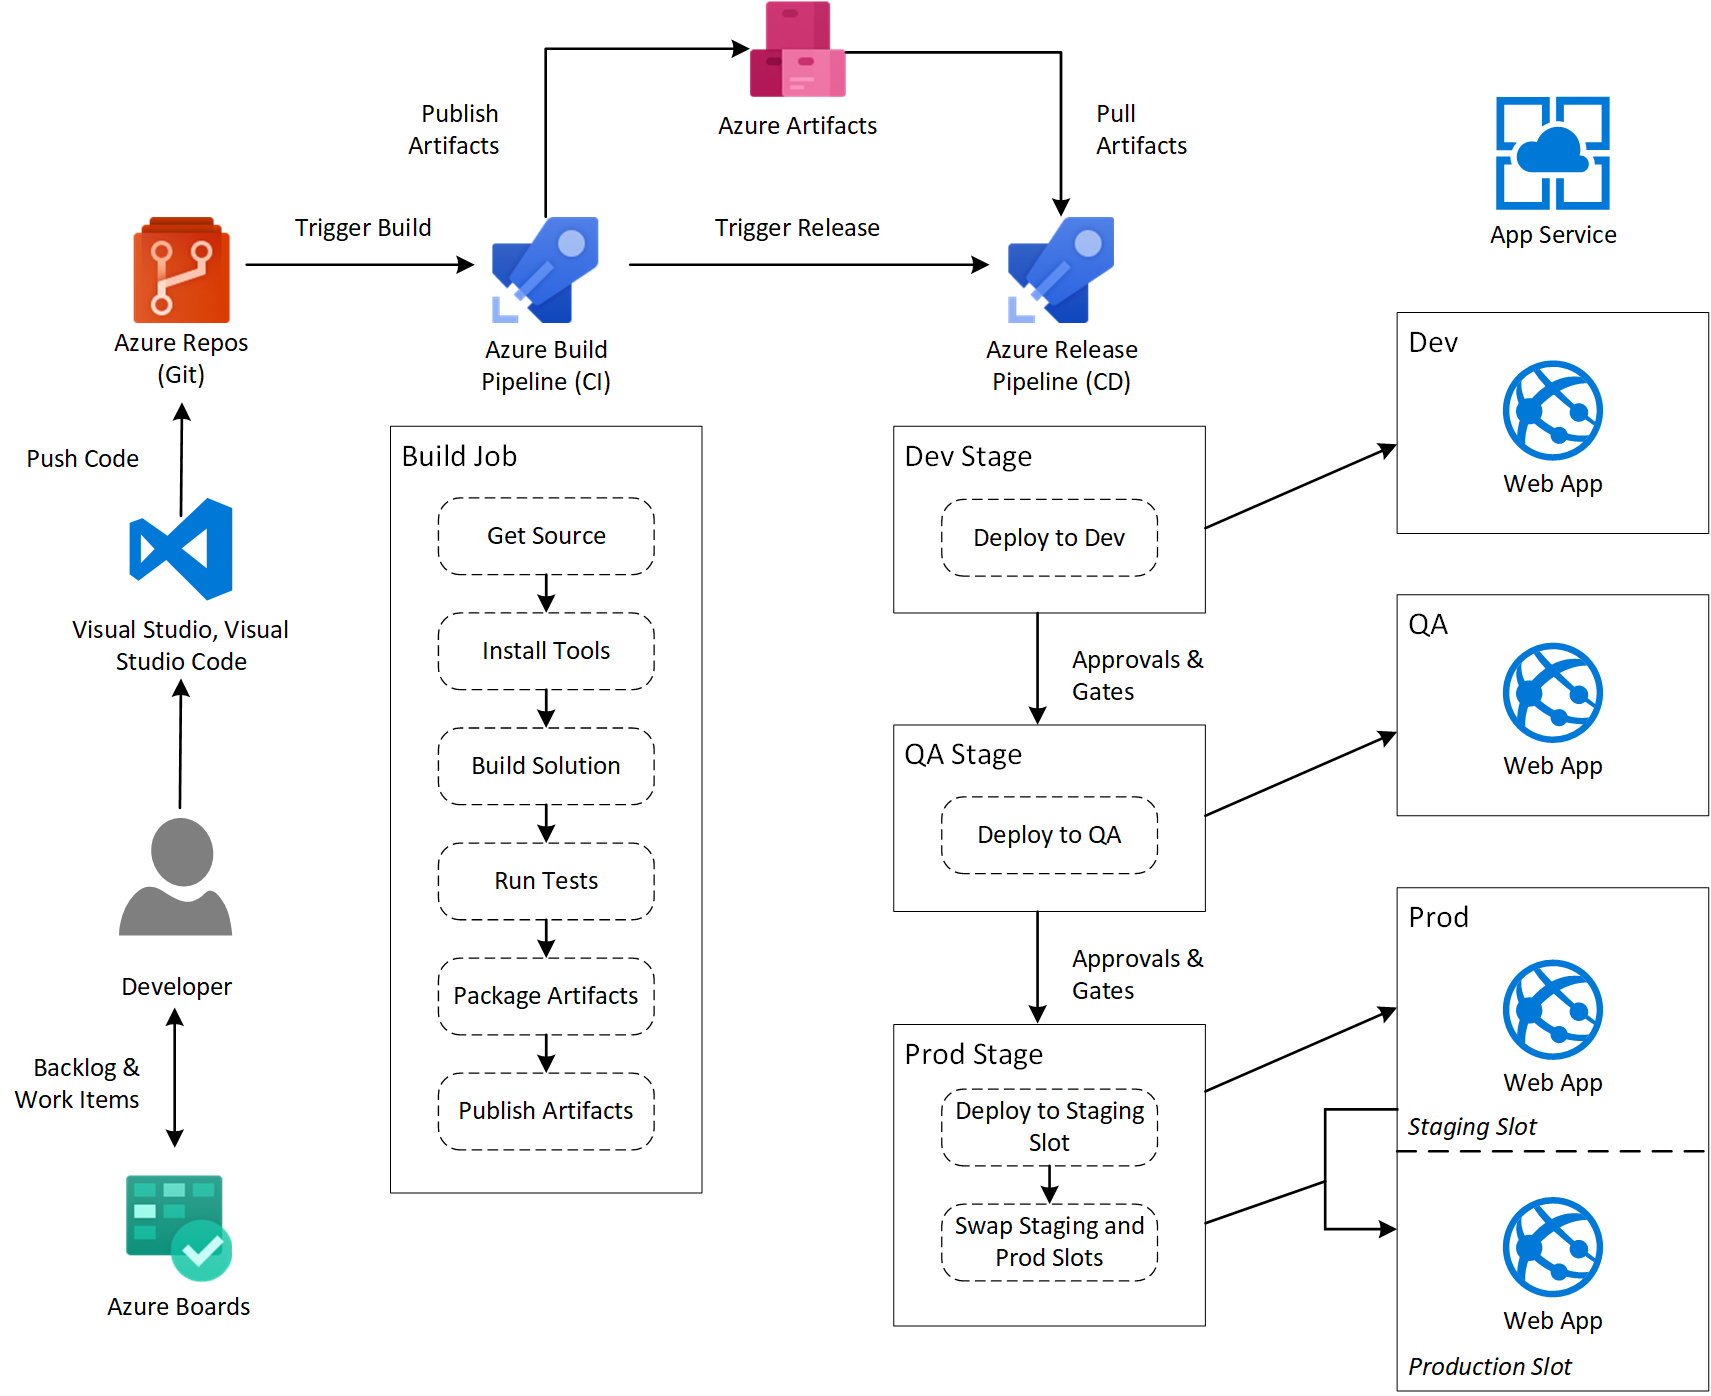 Publish
Artifacts
Azure Artifacts
Pull
Artifacts
App Service
Trigger Build
Trigger Release
Azure Repos
(Git)
Azure Build
Pipeline (CI)
Azure Release
Pipeline (CD)
Push Code
Visual Studio, Visual
Studio Code
Developer
Backlog &
Work Items
Azure Boards
Build Job
Get Source
Install Tools
Build Solution
Run Tests
Package Artifacts
Publish Artifacts
Dev Stage
Deploy to Dev
Approvals &
Gates
QA Stage
Deploy to QA
Approvals &
Gates
Prod Stage
Deploy to Staging
Slot
Swap Staging and
Prod Slots
Dev
Web App
QA
Web App
Prod
Web App
Staging Slot
Web App
Production Slot